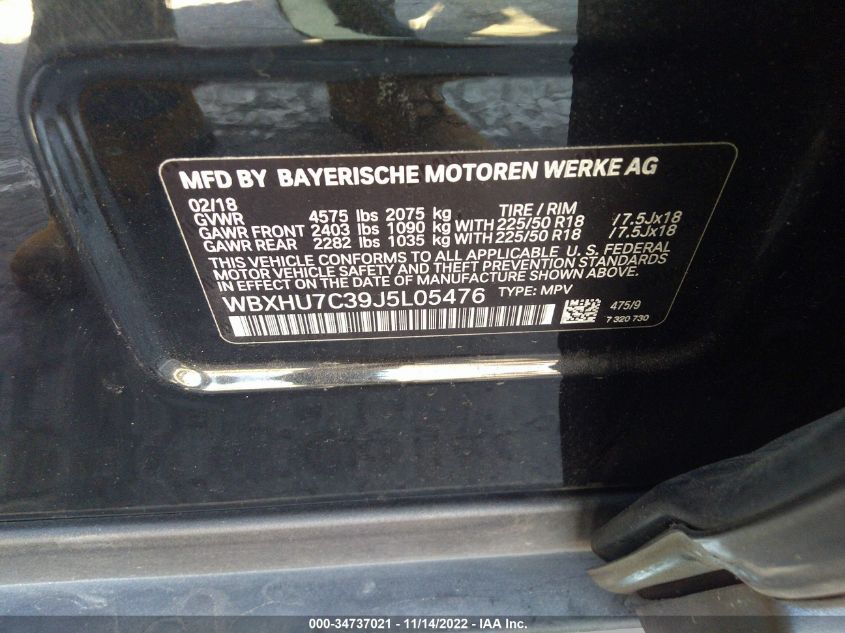 MFD BY BAYERISCHE MOTOREN WERKE AG
02/18 TIRE / RIM
GVWR 4575 lbs 2075 kg
GAWR FRONT 2403 lbs 1090 kg WITH 225/50 R18 /7.5Jx18
GAWR REAR 2282 lbs 1035 kg WITH 225/50 R18 /7.5Jx18
THIS VEHICLE CONFORMS TO ALL APPLICABLE U. S. FEDERAL
MOTOR VEHICLE SAFETY AND THEFT PREVENTION STANDARDS
IN EFFECT ON THE DATE OF MANUFACTURE SHOWN ABOVE.
WBXHU7C39J5L05476 TYPE: MPV
475/9
7 320 730
000-34737021 - 11/14/2022 - IAA Inc.